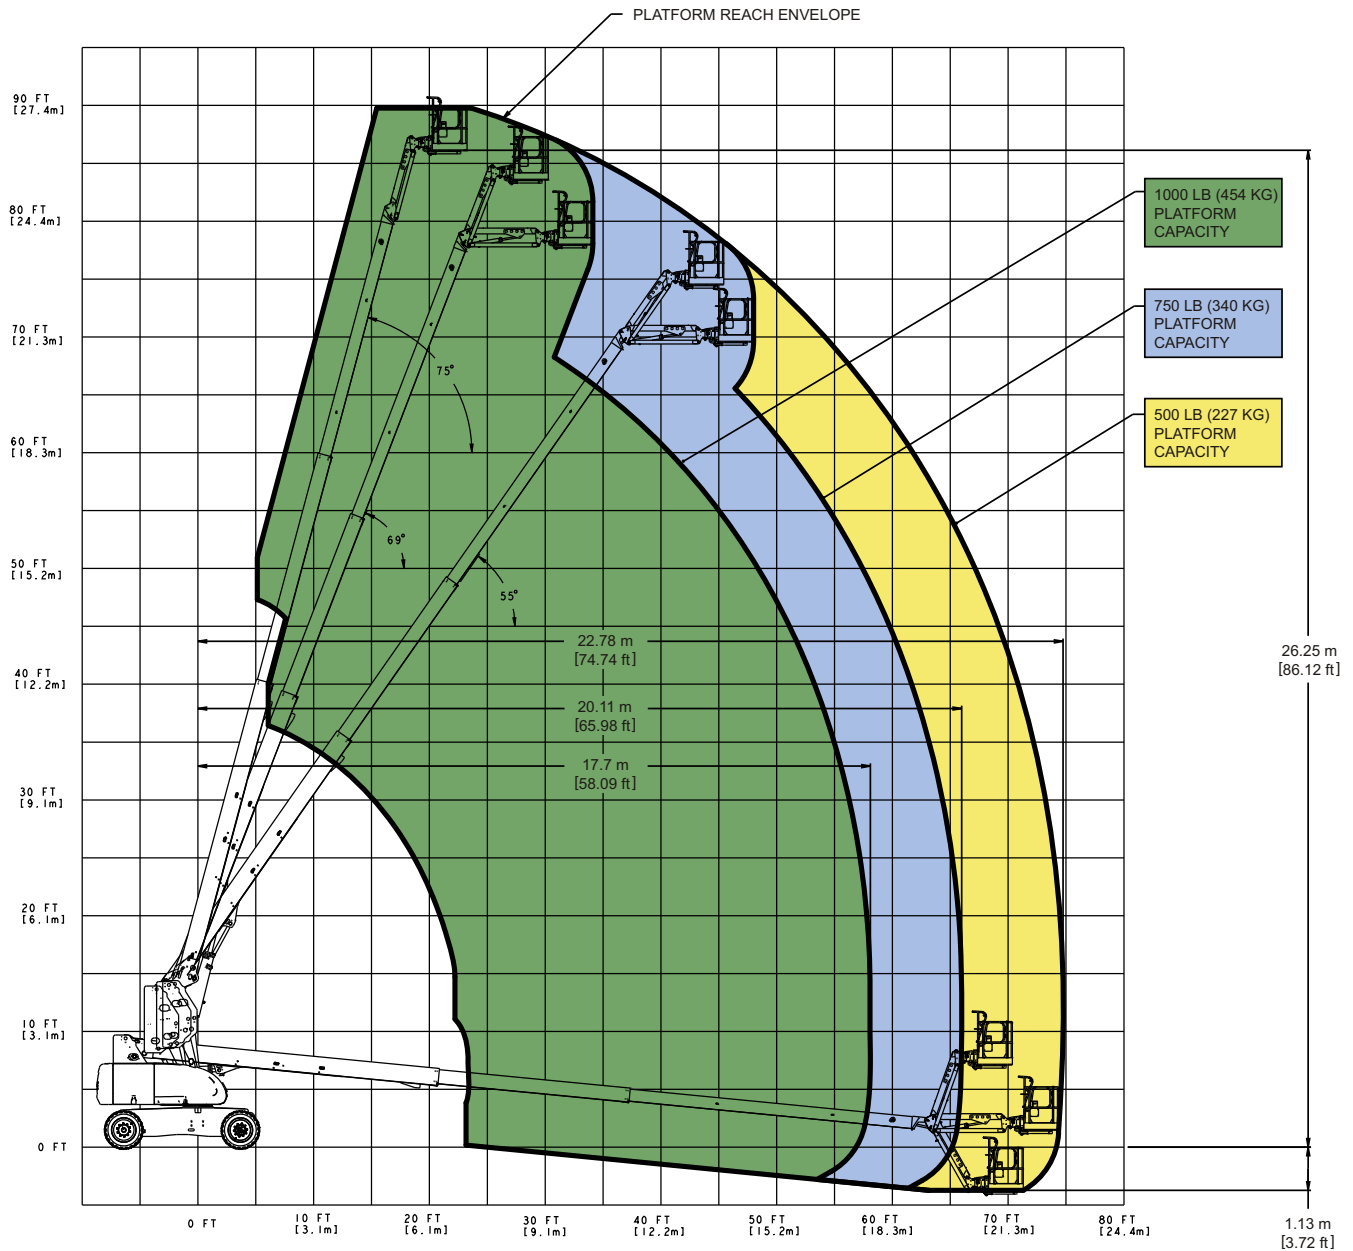 PLATFORM REACH ENVELOPE
90 FT
[27.4m]
80 FT
[24.4m]
70 FT
[21.3m]
60 FT
[18.3m]
50 FT
[15.2m]
40 FT
[12.2m]
30 FT
[9.1m]
20 FT
[6.1m]
10 FT
[3.1m]
0 FT
1000 LB (454 KG)
PLATFORM
CAPACITY
750 LB (340 KG)
PLATFORM
CAPACITY
500 LB (227 KG)
PLATFORM
CAPACITY
75°
69°
55°
22.78 m
[74.74 ft]
20.11 m
[65.98 ft]
17.7 m
[58.09 ft]
26.25 m
[86.12 ft]
1.13 m
[3.72 ft]
0 FT
10 FT
[3.1m]
20 FT
[6.1m]
30 FT
[9.1m]
40 FT
[12.2m]
50 FT
[15.2m]
60 FT
[18.3m]
70 FT
[21.3m]
80 FT
[24.4m]